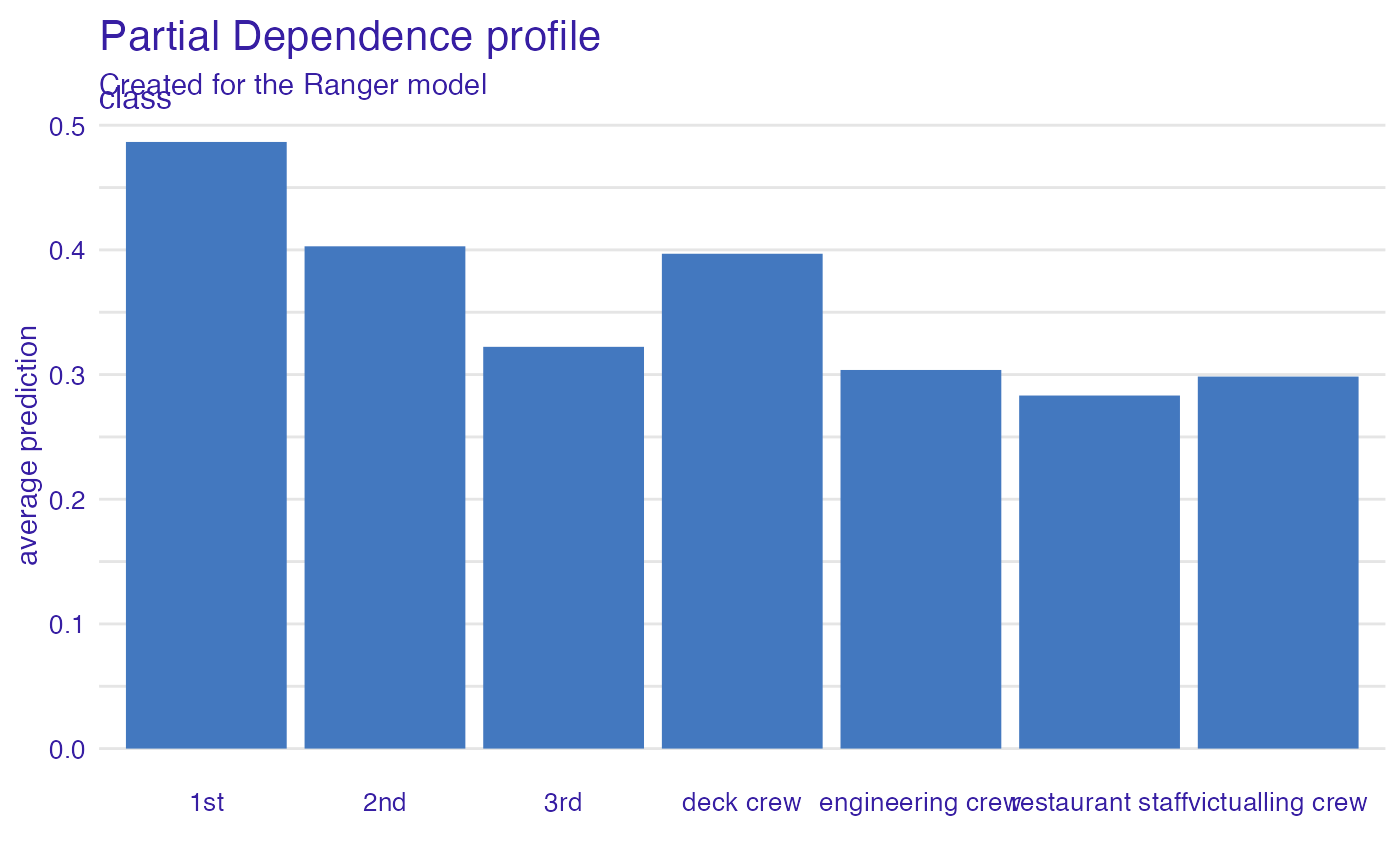 Partial Dependence profile
Created for the Ranger model
class
0.5
0.4
0.3
0.2
0.1
0.0
average prediction
1st 2nd 3rd deck crew engineering crew restaurant staff victualling crew